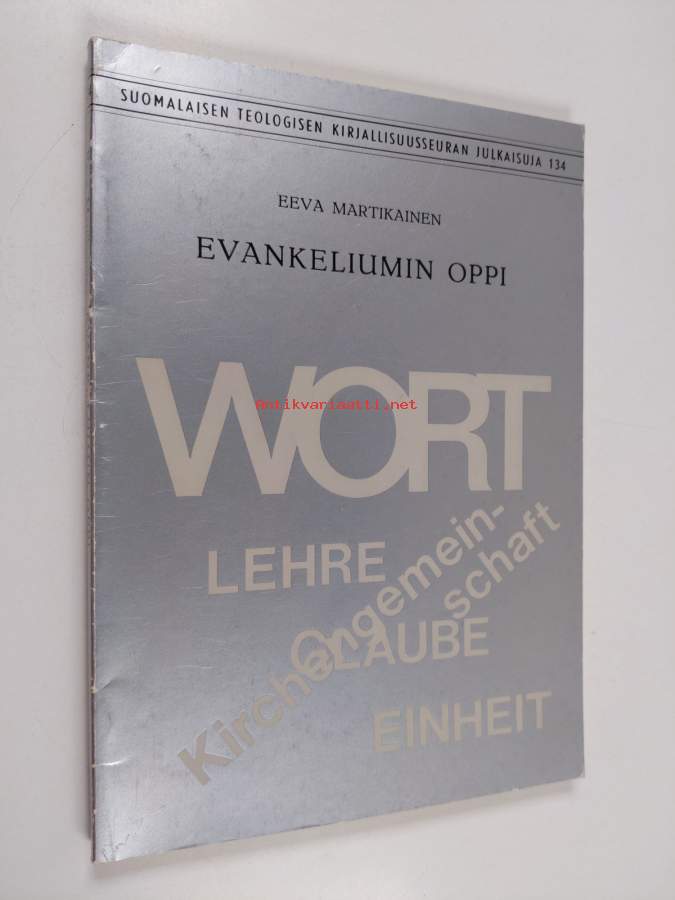 SUOMALAISEN TEOLOGISEN KIRJALLISUUSSEURAN JULKAISUJA 134
EEVA MARTIKAINEN
EVANKELIUMIN OPPI
WORT
Antikvariaatti.net
LEHRE
Kirchengemein-
schaft
GLAUBE
EINHEIT